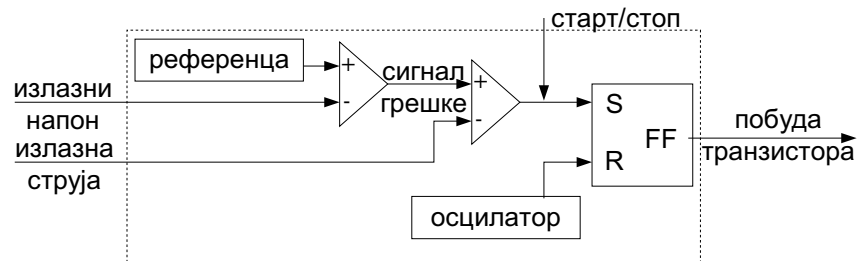 старт/стоп
референца
+
-
сигнал
грешке
+
-
излазни
напон
излазна
струја
S
R
FF
побуда
транзистора
осцилатор